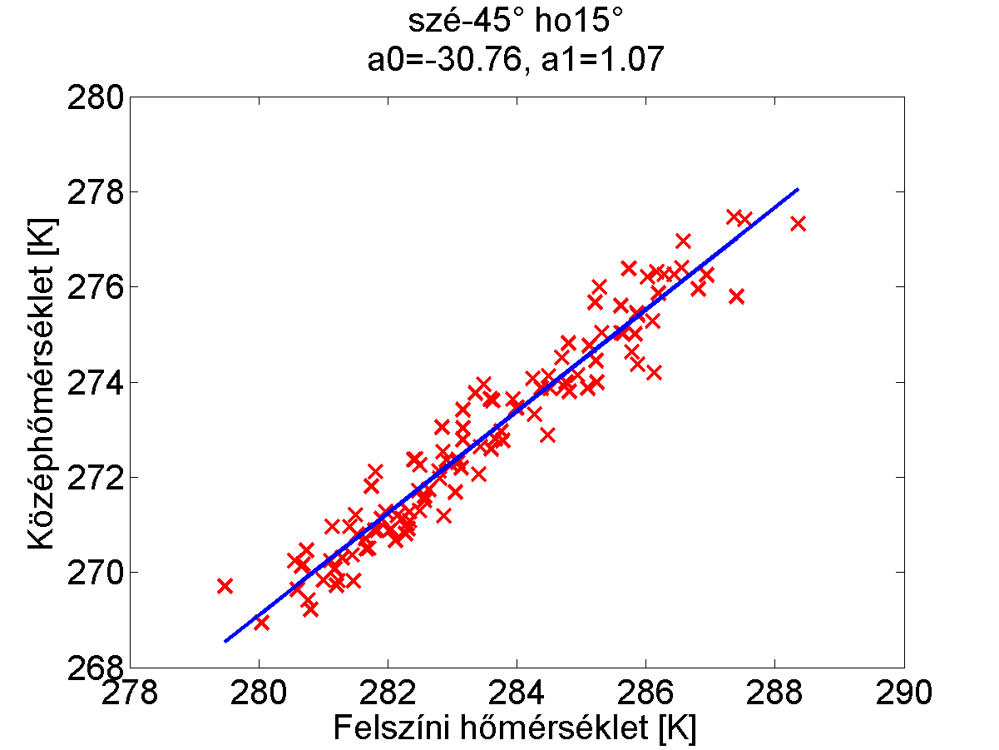 szé-45° ho15°
a0=-30.76, a1=1.07
280
278
276
274
272
270
268
Középhőmérséklet [K]
278 280 282 284 286 288 290
Felszíni hőmérséklet [K]